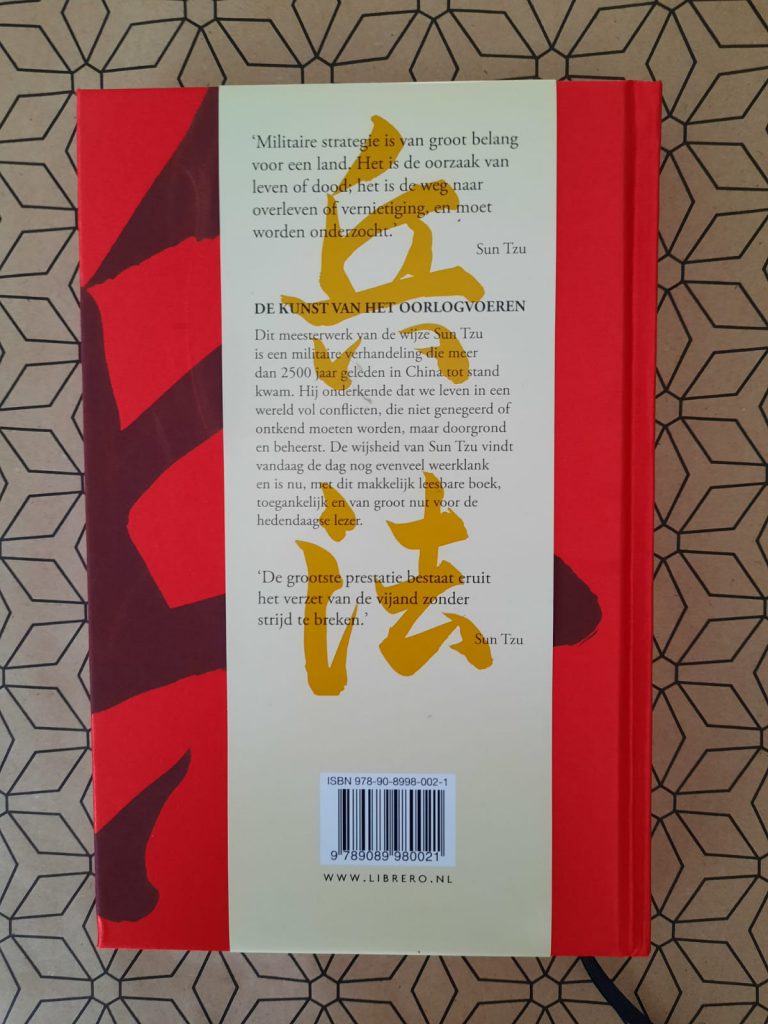 ‘Militaire strategie is van groot belang
voor een land. Het is de oorzaak van
leven of dood; het is de weg naar
overleven of vernietiging, en moet
worden onderzocht.’
Sun Tzu
兵法
DE KUNST VAN HET OORLOGVOEREN
Dit meesterwerk van de wijze Sun Tzu
is een militaire verhandeling die meer
dan 2500 jaar geleden in China tot stand
kwam. Hij onderkende dat we leven in een
wereld vol conflicten, die niet genegeerd of
ontkend moeten worden, maar doorgrond
en beheerst. De wijsheid van Sun Tzu vindt
vandaag de dag nog evenveel weerklank
en is nu, met dit makkelijk leesbare boek,
toegankelijk en van groot nut voor de
hedendaagse lezer.
‘De grootste prestatie bestaat eruit
het verzet van de vijand zonder
strijd te breken.’
Sun Tzu
ISBN 978-90-8998-002-1
9 789089 980021
WWW.LIBRERO.NL